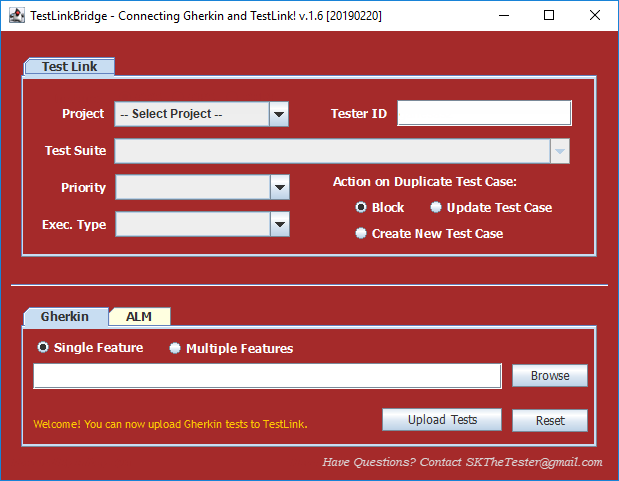 TestLinkBridge - Connecting Gherkin and TestLink! v.1.6 [20190220]
Test Link
Project -- Select Project -- Tester ID
Test Suite
Priority Action on Duplicate Test Case:
Block Update Test Case
Exec. Type
Create New Test Case
Gherkin ALM
Single Feature Multiple Features
Browse
Welcome! You can now upload Gherkin tests to TestLink. Upload Tests Reset
Have Questions? Contact SKTheTester@gmail.com